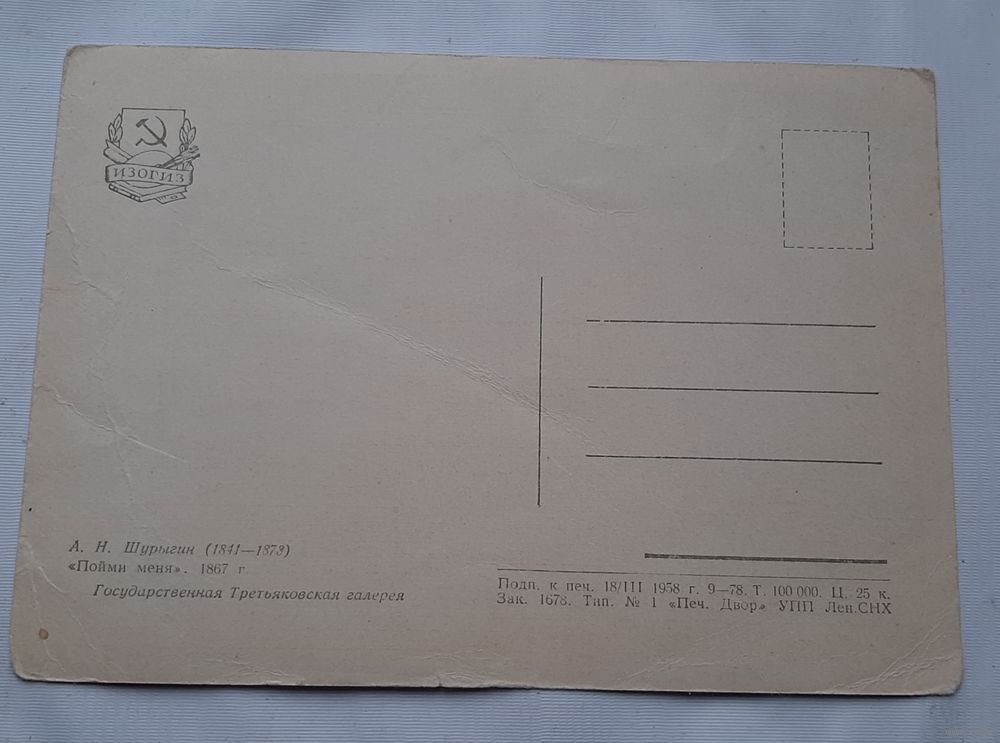 ИЗОГИЗ
А. Н. Шурыгин (1841—1873)
«Пойми меня». 1867 г.
Государственная Третьяковская галерея
Подп. к печ. 18/III 1958 г. 9—78. Т. 100 000. Ц. 25 к.
Зак. 1678. Тип. № 1 «Печ. Двор» УПП Лен.СНХ